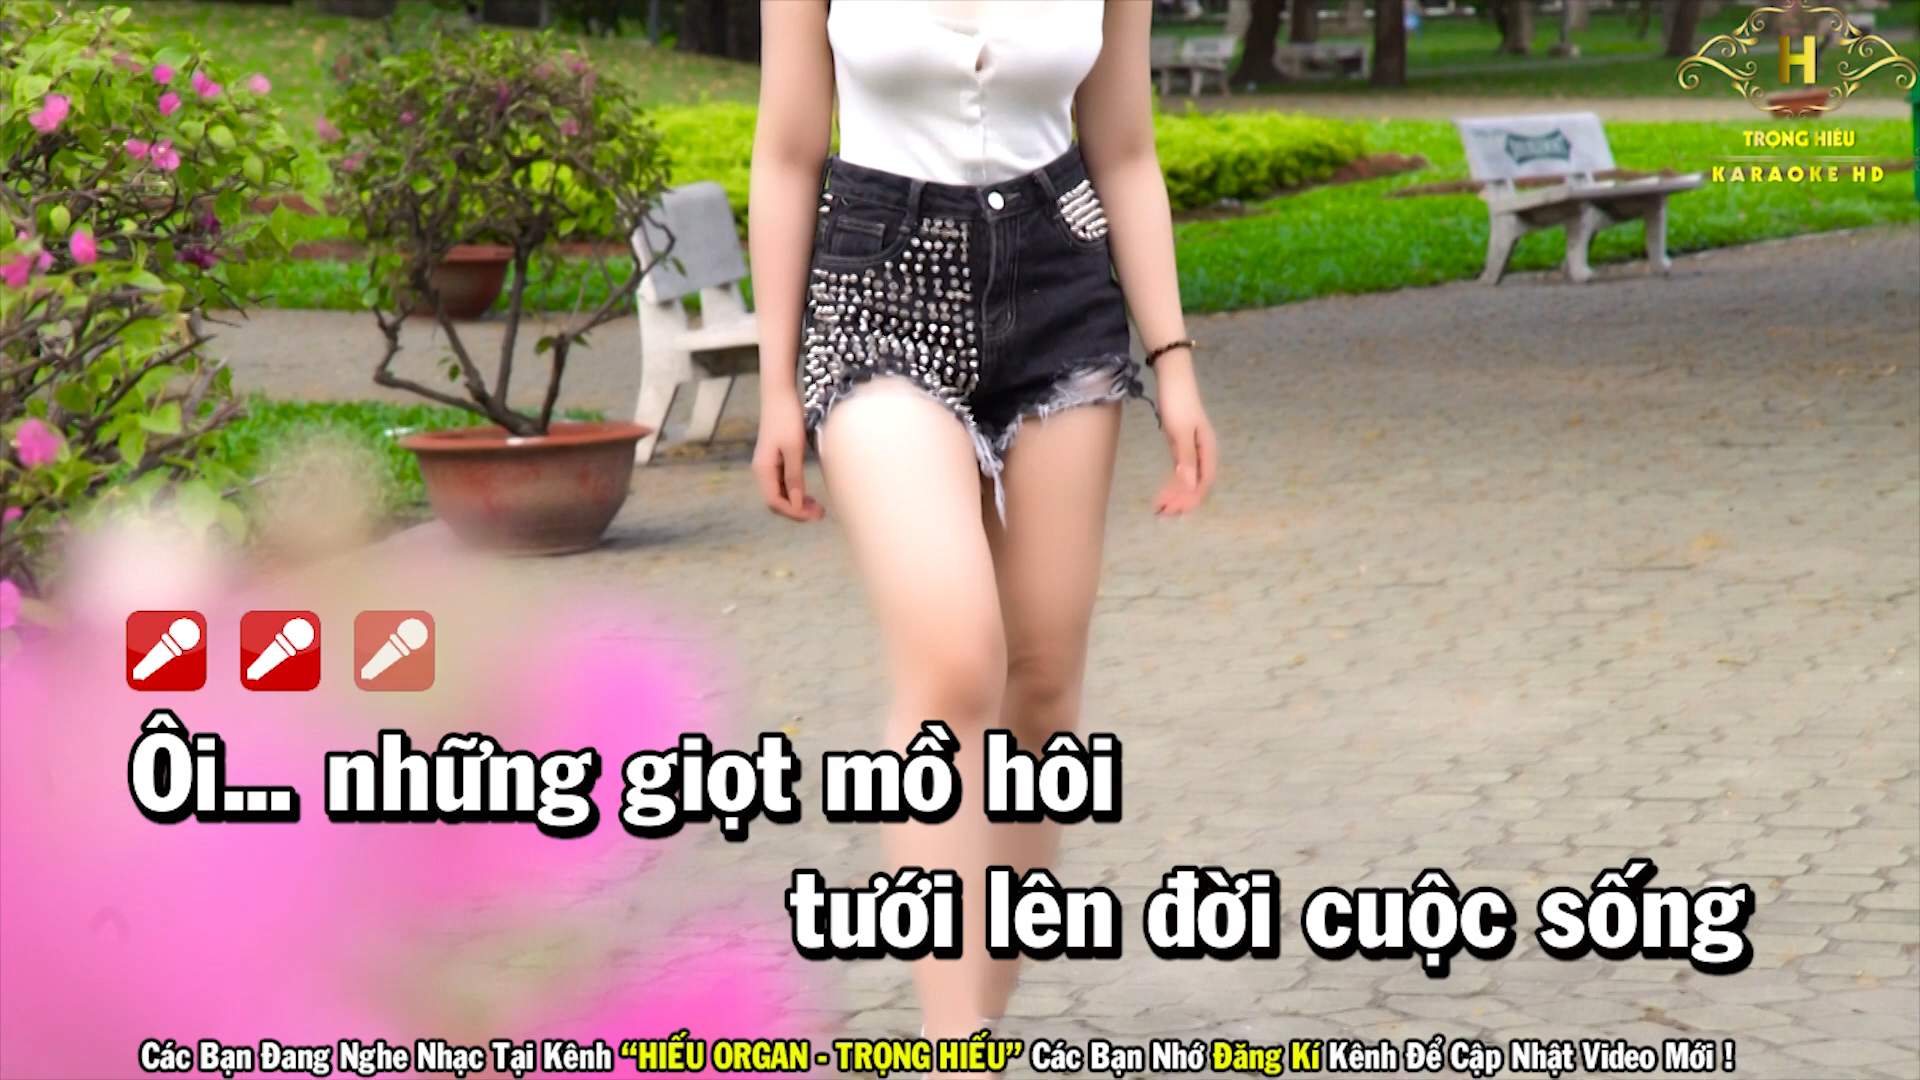 H
TRỌNG HIẾU
KARAOKE HD
Ôi... những giọt mồ hôi
tưới lên đời cuộc sống
Các Bạn Đang Nghe Nhạc Tại Kênh “HIẾU ORGAN - TRỌNG HIẾU” Các Bạn Nhớ Đăng Kí Kênh Để Cập Nhật Video Mới !